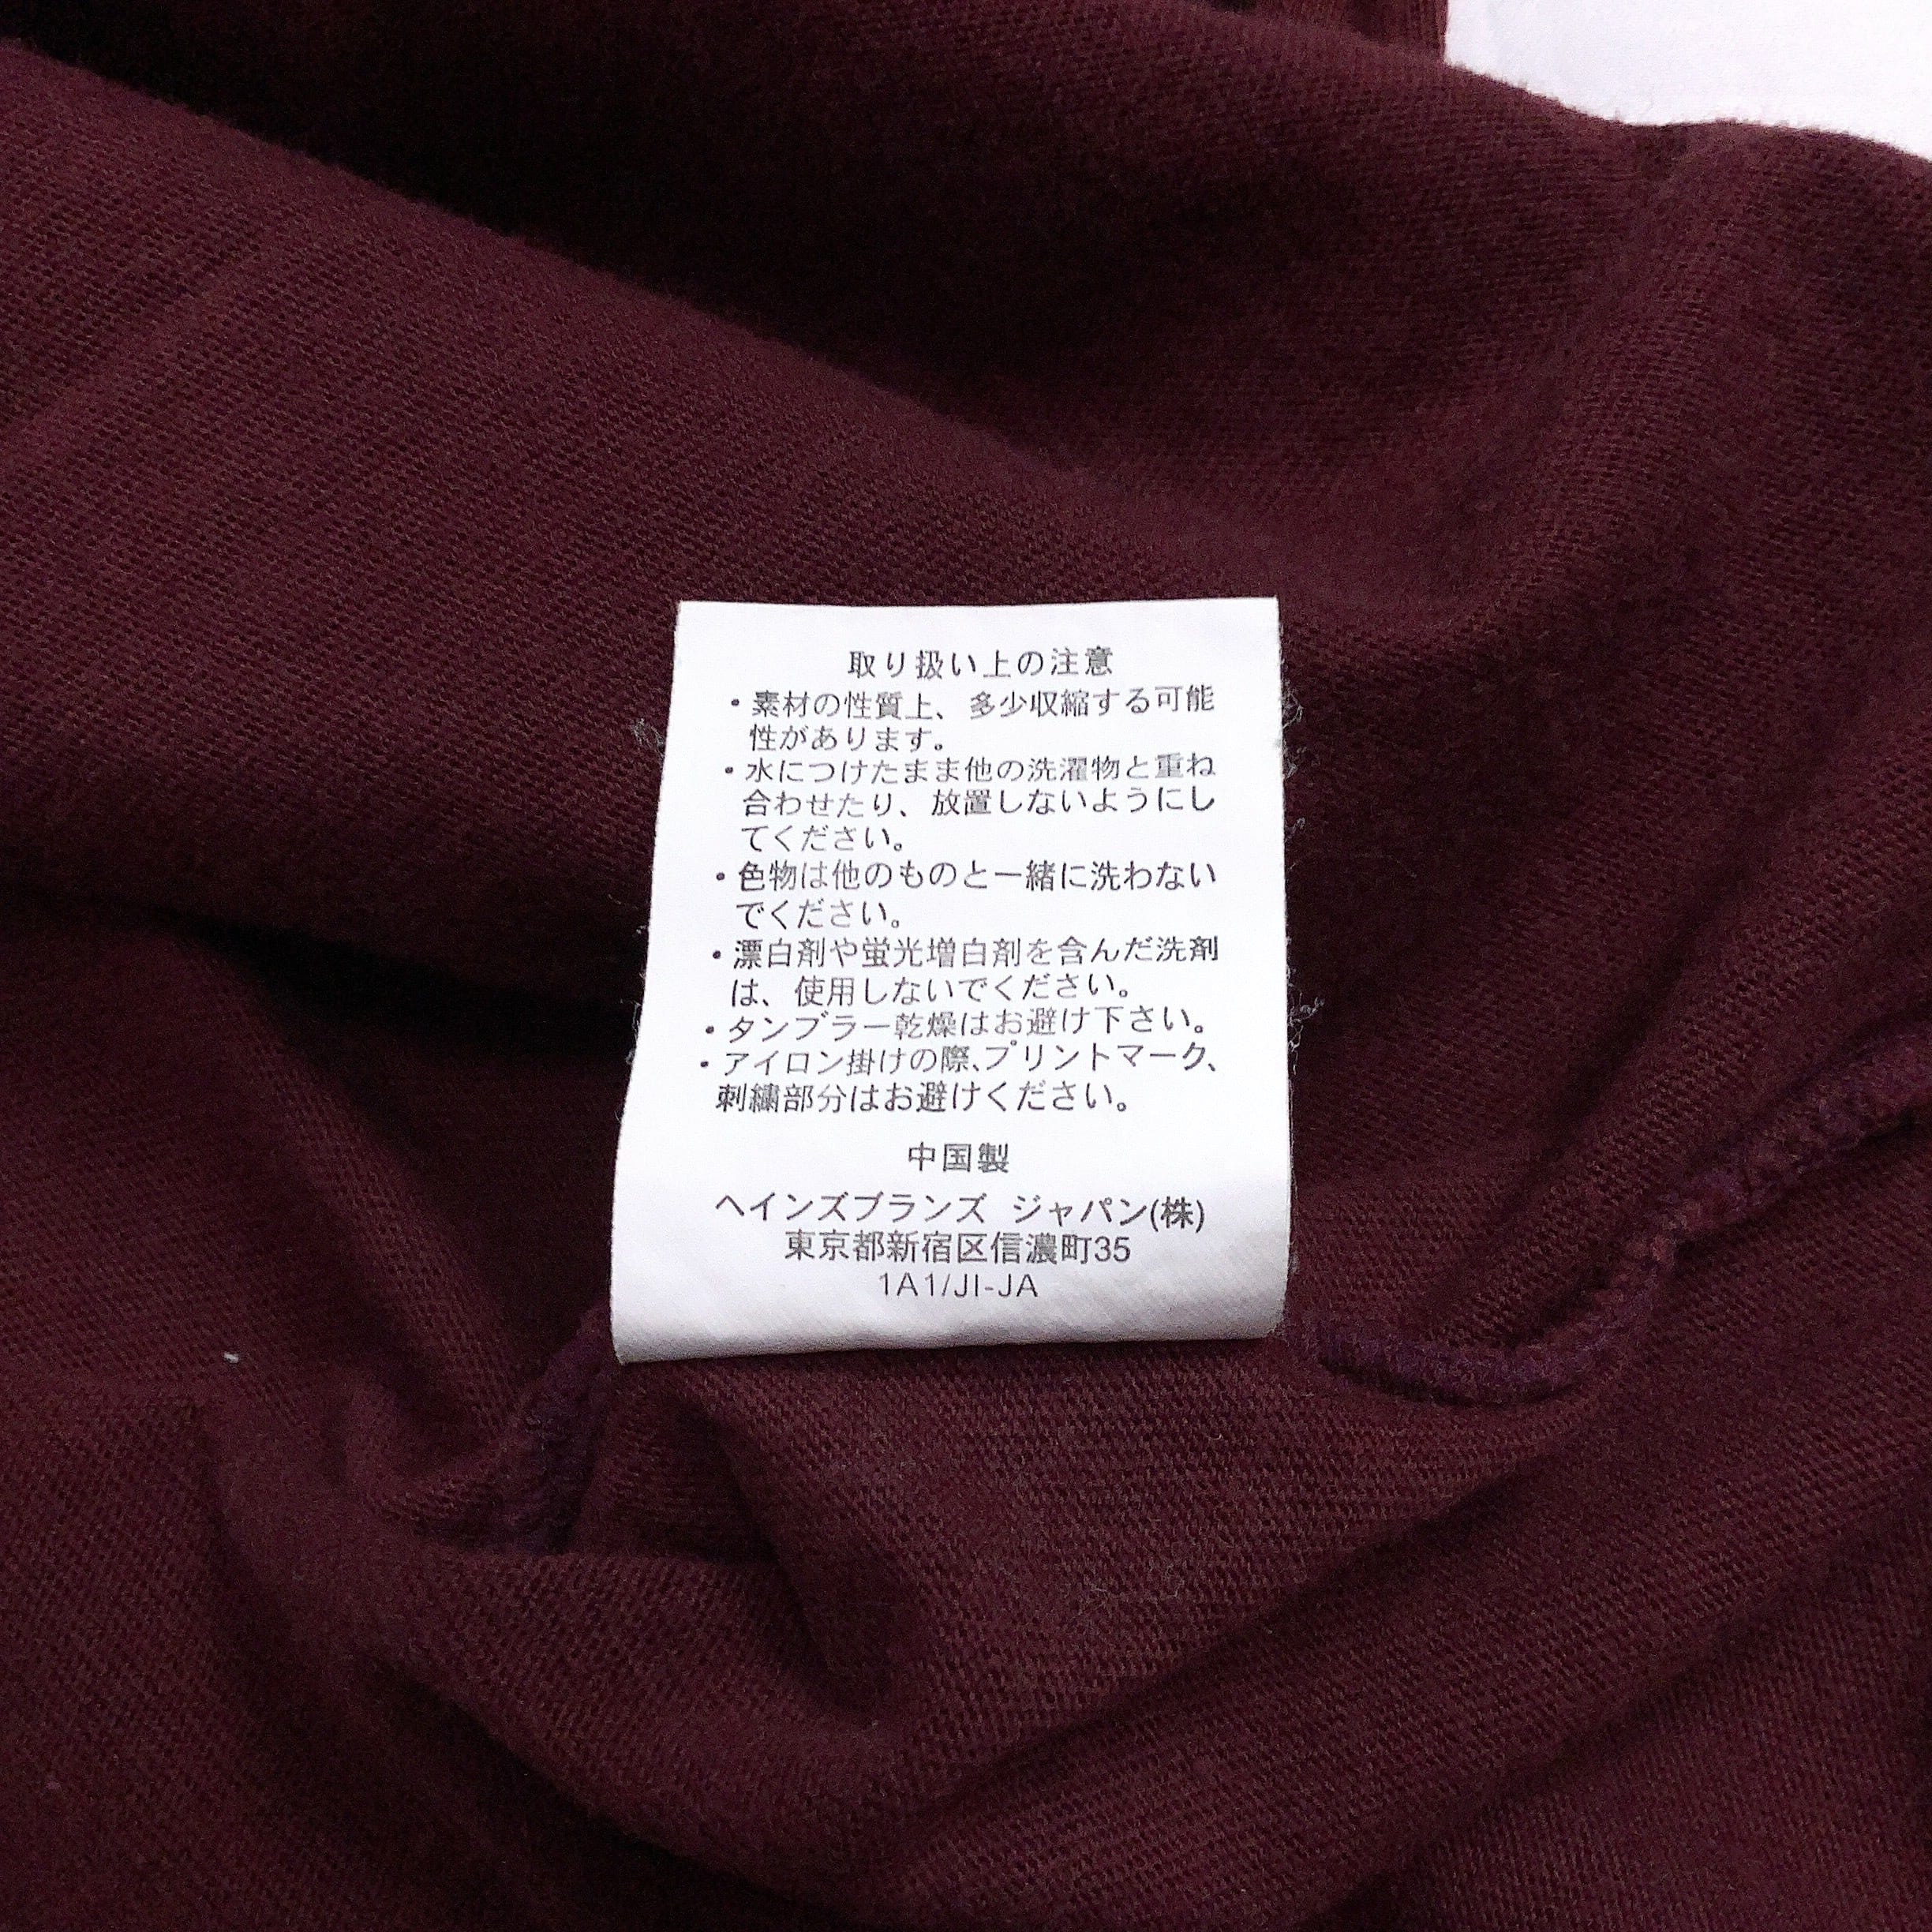 取り扱い上の注意
・素材の性質上、多少収縮する可能
性があります。
・水につけたまま他の洗濯物と重ね
合わせたり、放置しないようにし
てください。
・色物は他のものと一緒に洗わない
でください。
・漂白剤や蛍光増白剤を含んだ洗剤
は、使用しないでください。
・タンブラー乾燥はお避け下さい。
・アイロン掛けの際、プリントマーク、
刺繍部分はお避けください。
中国製
ヘインズブランズ ジャパン(株)
東京都新宿区信濃町35
1A1/JI-JA